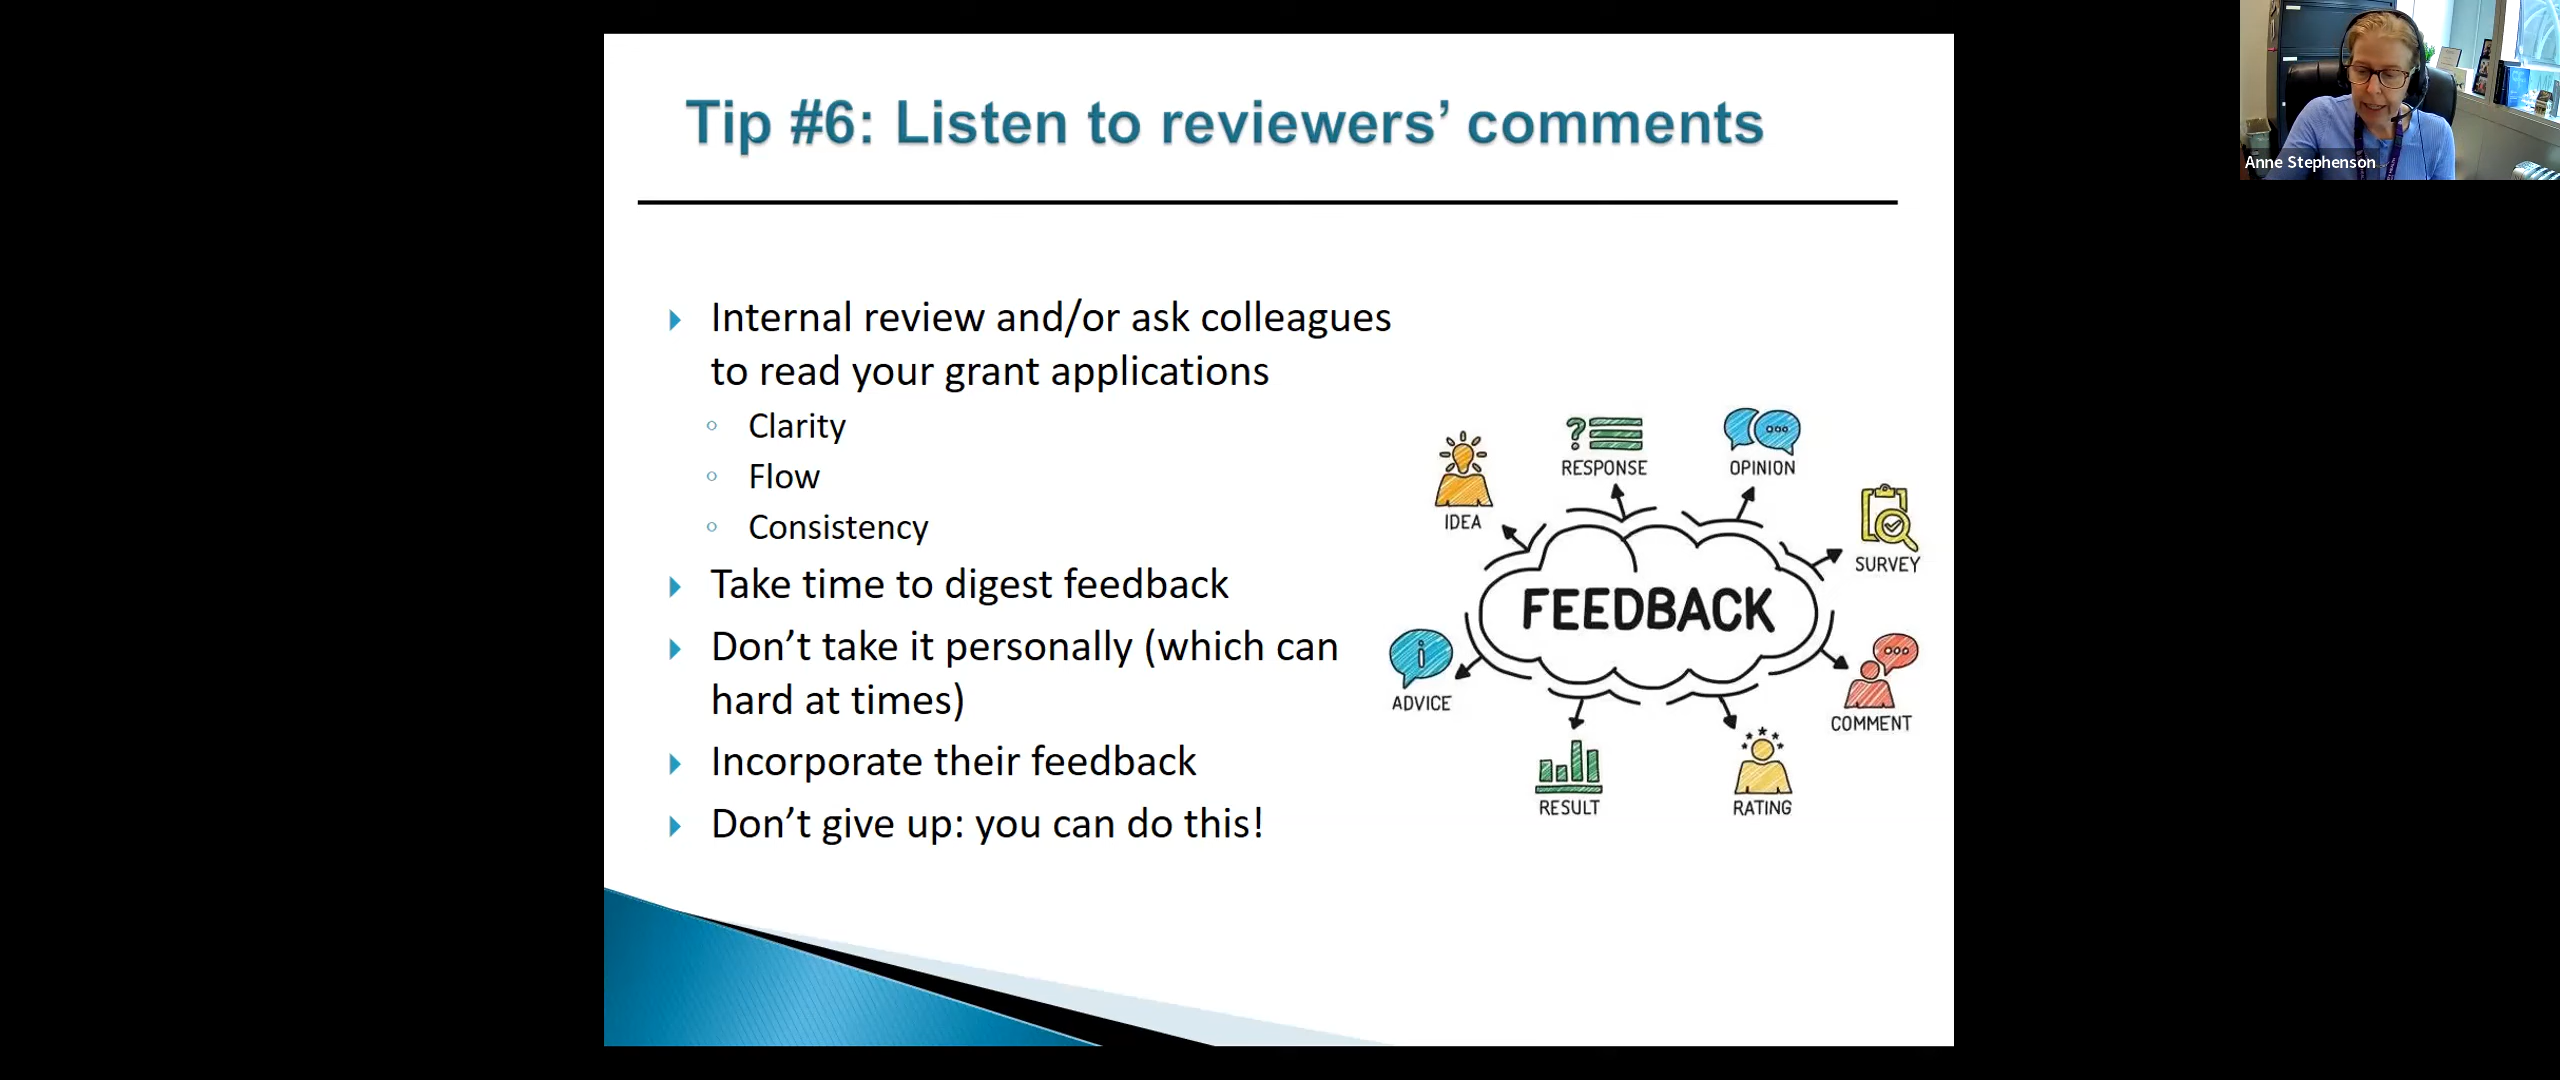 Tip #6: Listen to reviewers’ comments
Anne Stephenson
Internal review and/or ask colleagues
to read your grant applications
Clarity
Flow
Consistency
Take time to digest feedback
Don’t take it personally (which can
hard at times)
Incorporate their feedback
Don’t give up: you can do this!
IDEA
RESPONSE
OPINION
SURVEY
FEEDBACK
ADVICE
COMMENT
RESULT
RATING